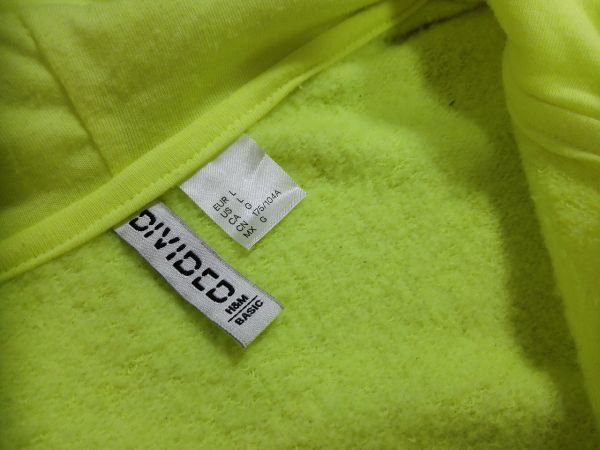 EUR L
US L
CA G
CN 175/104A
MX G
DIVIDED
H&M
BASIC